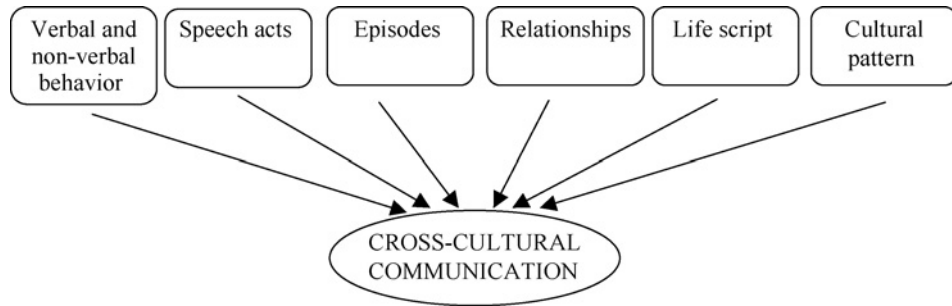 Verbal and
non-verbal
behavior
Speech acts
Episodes
Relationships
Life script
Cultural
pattern
CROSS-CULTURAL
COMMUNICATION